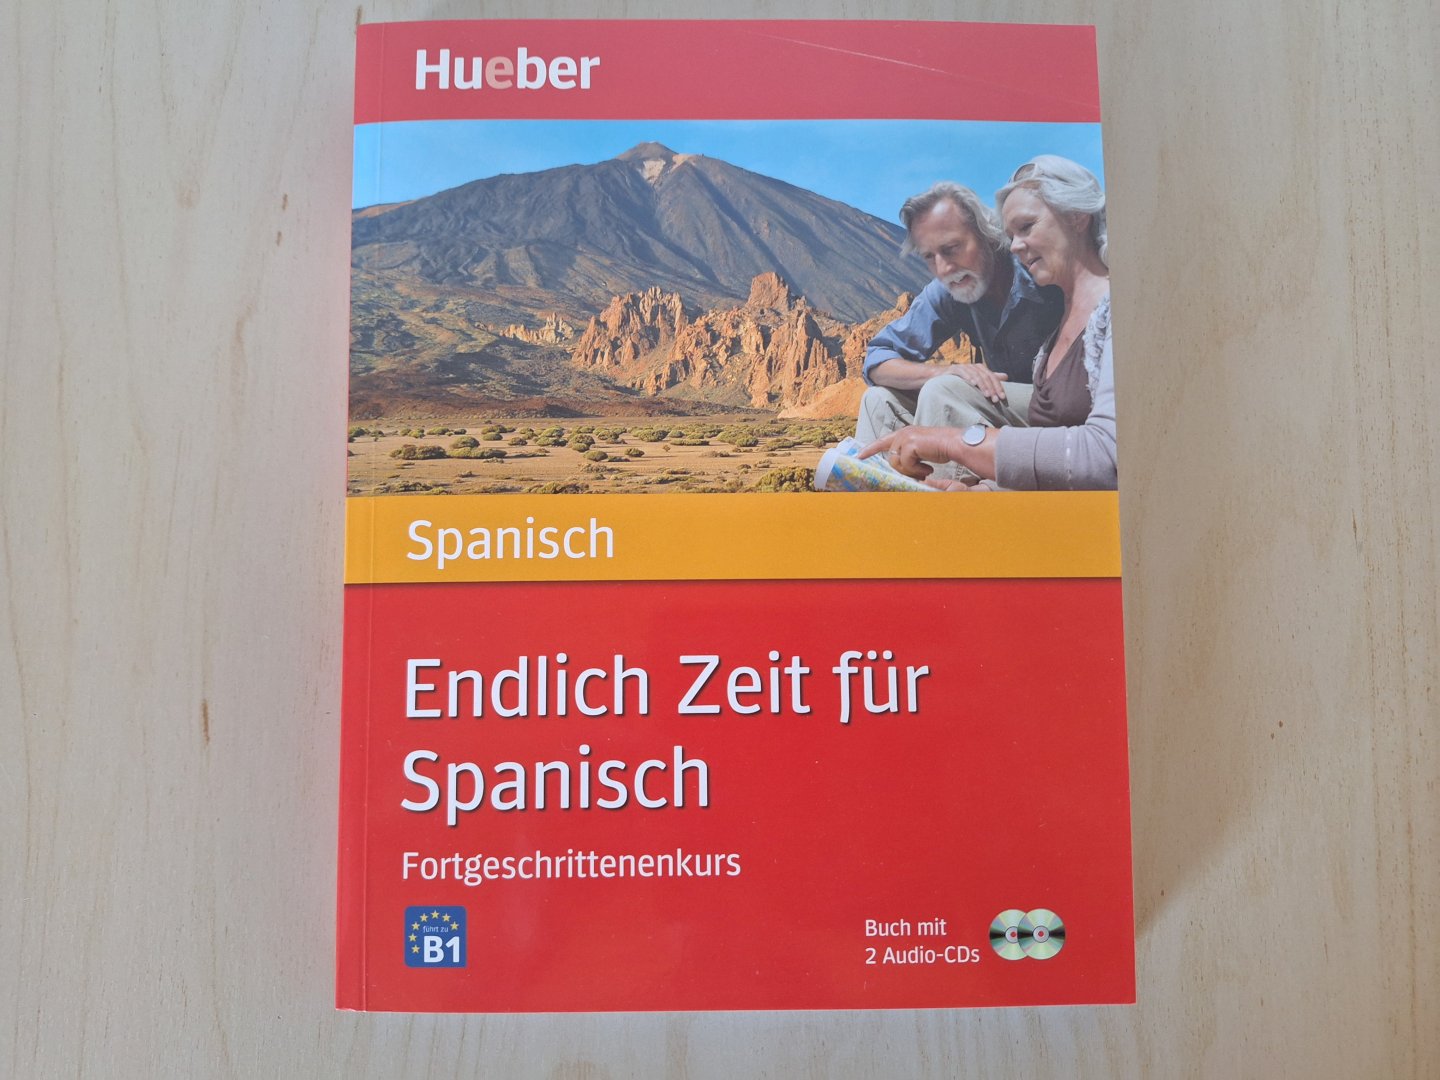 Hueber
Spanisch
Endlich Zeit für
Spanisch
Fortgeschrittenenkurs
führt zu
B1
Buch mit
2 Audio-CDs